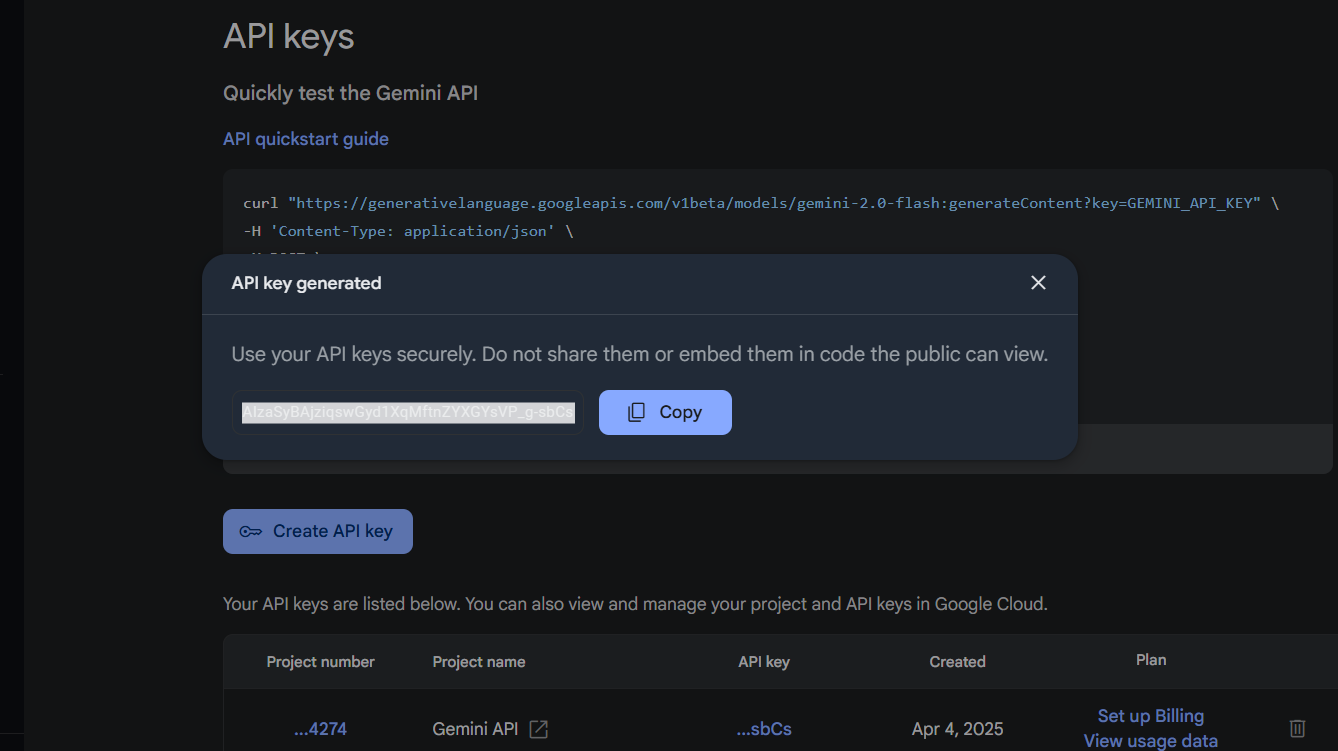 API keys
Quickly test the Gemini API
API quickstart guide
curl "https://generativelanguage.googleapis.com/v1beta/models/gemini-2.0-flash:generateContent?key=GEMINI_API_KEY" \
-H 'Content-Type: application/json' \
API key generated
Use your API keys securely. Do not share them or embed them in code the public can view.
AIzaSyBAjziqswGyd1XqMftnZYXGYsVP_g-sbCs Copy
Create API key
Your API keys are listed below. You can also view and manage your project and API keys in Google Cloud.
Project number Project name API key Created Plan
...4274 Gemini API ...sbCs Apr 4, 2025 Set up Billing
View usage data